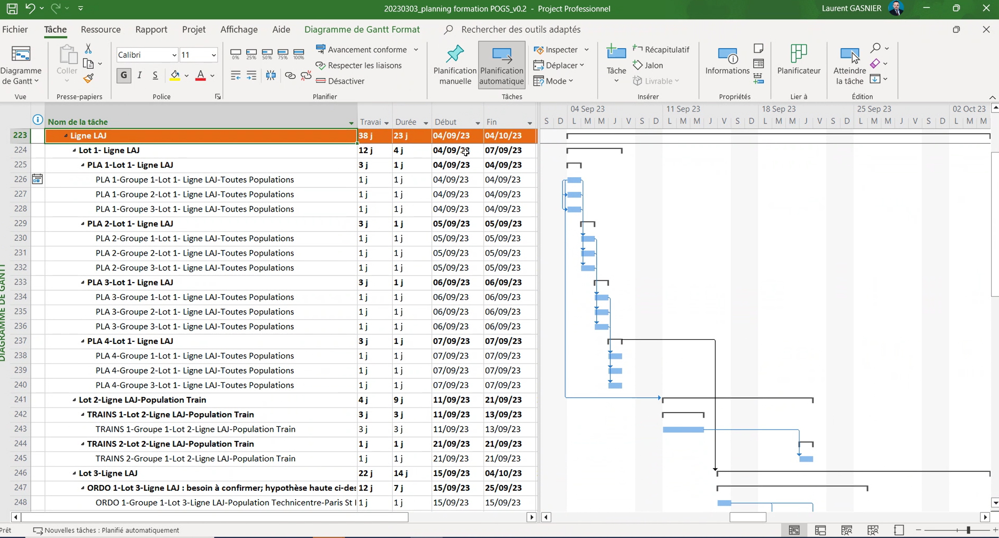 20230303_planning formation POGS_v0.2 - Project Professionnel
Laurent GASNIER
Fichier Tâche Ressource Rapport Projet Affichage Aide Diagramme de Gantt Format Rechercher des outils adaptés
Diagramme de Gantt
Vue
Coller
Presse-papiers
Calibri 11
G I S A
Police
0% 25% 50% 75% 100%
Avancement conforme
Respecter les liaisons
Désactiver
Planifier
Planification manuelle
Planification automatique
Inspecter
Déplacer
Mode
Tâches
Tâche
Récapitulatif
Jalon
Livrable
Insérer
Informations
Propriétés
Planificateur
Lier à
Atteindre la tâche
Édition
04 Sep 23 11 Sep 23 18 Sep 23 25 Sep 23 02 Oct 23
Nom de la tâche Travai Durée Début Fin
S D L M M J V S D L M M J V S D L M M J V S D L M M J V S D L M M
223 Ligne LAJ 38 j 23 j 04/09/23 04/10/23
224 Lot 1- Ligne LAJ 12 j 4 j 04/09/23 07/09/23
225 PLA 1-Lot 1- Ligne LAJ 3 j 1 j 04/09/23 04/09/23
226 PLA 1-Groupe 1-Lot 1- Ligne LAJ-Toutes Populations 1 j 1 j 04/09/23 04/09/23
227 PLA 1-Groupe 2-Lot 1- Ligne LAJ-Toutes Populations 1 j 1 j 04/09/23 04/09/23
228 PLA 1-Groupe 3-Lot 1- Ligne LAJ-Toutes Populations 1 j 1 j 04/09/23 04/09/23
229 PLA 2-Lot 1- Ligne LAJ 3 j 1 j 05/09/23 05/09/23
230 PLA 2-Groupe 1-Lot 1- Ligne LAJ-Toutes Populations 1 j 1 j 05/09/23 05/09/23
231 PLA 2-Groupe 2-Lot 1- Ligne LAJ-Toutes Populations 1 j 1 j 05/09/23 05/09/23
232 PLA 2-Groupe 3-Lot 1- Ligne LAJ-Toutes Populations 1 j 1 j 05/09/23 05/09/23
233 PLA 3-Lot 1- Ligne LAJ 3 j 1 j 06/09/23 06/09/23
234 PLA 3-Groupe 1-Lot 1- Ligne LAJ-Toutes Populations 1 j 1 j 06/09/23 06/09/23
235 PLA 3-Groupe 2-Lot 1- Ligne LAJ-Toutes Populations 1 j 1 j 06/09/23 06/09/23
236 PLA 3-Groupe 3-Lot 1- Ligne LAJ-Toutes Populations 1 j 1 j 06/09/23 06/09/23
237 PLA 4-Lot 1- Ligne LAJ 3 j 1 j 07/09/23 07/09/23
238 PLA 4-Groupe 1-Lot 1- Ligne LAJ-Toutes Populations 1 j 1 j 07/09/23 07/09/23
239 PLA 4-Groupe 2-Lot 1- Ligne LAJ-Toutes Populations 1 j 1 j 07/09/23 07/09/23
240 PLA 4-Groupe 3-Lot 1- Ligne LAJ-Toutes Populations 1 j 1 j 07/09/23 07/09/23
241 Lot 2-Ligne LAJ-Population Train 4 j 9 j 11/09/23 21/09/23
242 TRAINS 1-Lot 2-Ligne LAJ-Population Train 3 j 3 j 11/09/23 13/09/23
243 TRAINS 1-Groupe 1-Lot 2-Ligne LAJ-Population Train 3 j 3 j 11/09/23 13/09/23
244 TRAINS 2-Lot 2-Ligne LAJ-Population Train 1 j 1 j 21/09/23 21/09/23
245 TRAINS 2-Groupe 1-Lot 2-Ligne LAJ-Population Train 1 j 1 j 21/09/23 21/09/23
246 Lot 3-Ligne LAJ 22 j 14 j 15/09/23 04/10/23
247 ORDO 1-Lot 3-Ligne LAJ : besoin à confirmer; hypothèse haute ci-des 12 j 7 j 15/09/23 25/09/23
248 ORDO 1-Groupe 1-Lot 3-Ligne LAJ-Population Technicentre-Paris St 1 j 1 j 15/09/23 15/09/23
DIAGRAMME DE GANTT
Prêt Nouvelles tâches : Planifié automatiquement